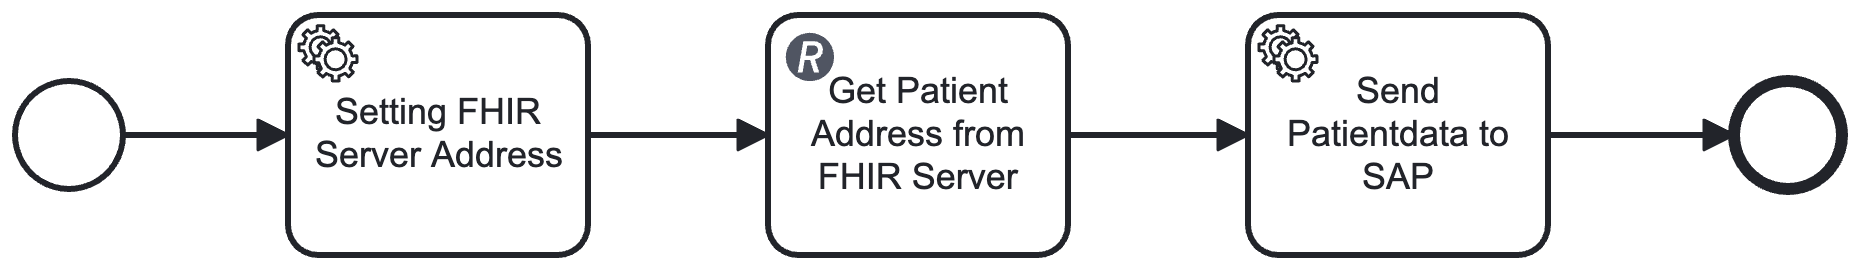 Setting FHIR
Server Address
R
Get Patient
Address from
FHIR Server
Send
Patientdata to
SAP